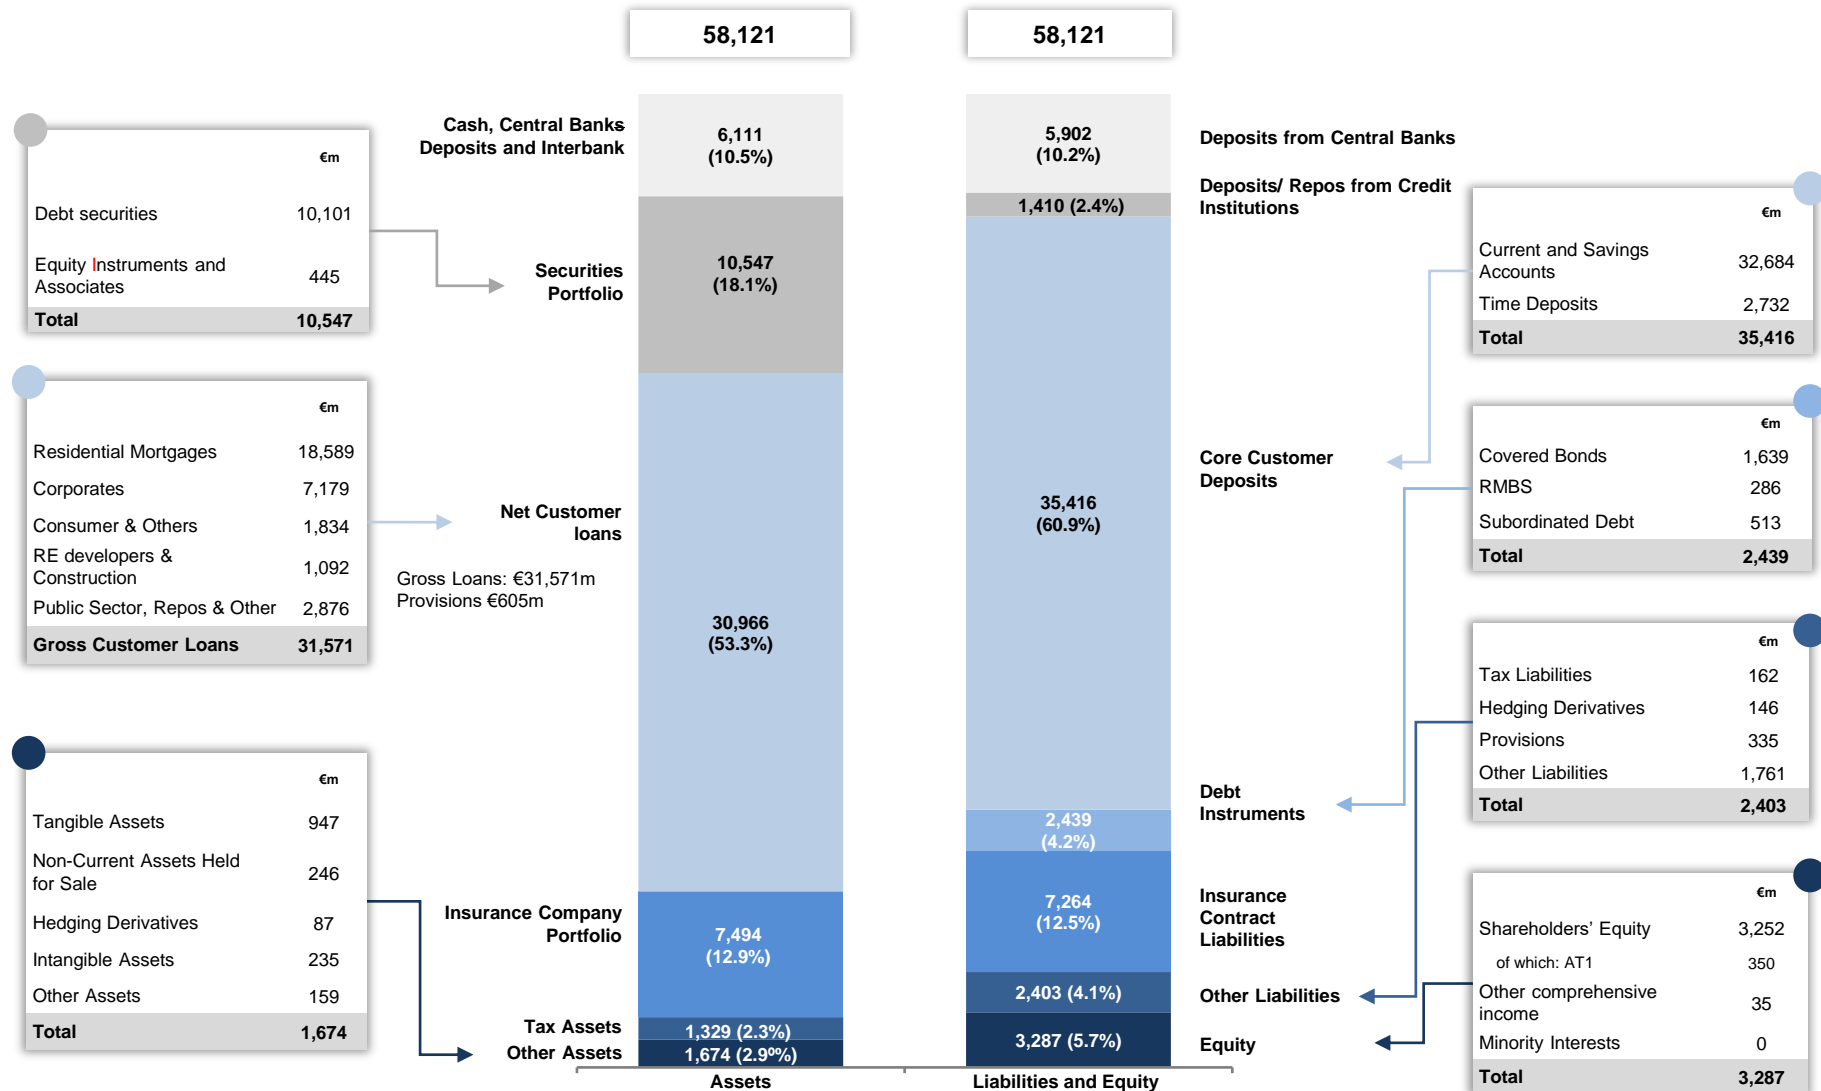 58,121
58,121
€m
Debt securities 10,101
Equity Instruments and
Associates 445
Total 10,547
€m
Residential Mortgages 18,589
Corporates 7,179
Consumer & Others 1,834
RE developers &
Construction 1,092
Public Sector, Repos & Other 2,876
Gross Customer Loans 31,571
€m
Tangible Assets 947
Non-Current Assets Held
for Sale 246
Hedging Derivatives 87
Intangible Assets 235
Other Assets 159
Total 1,674
Cash, Central Banks
Deposits and Interbank
Securities
Portfolio
Net Customer
loans
Gross Loans: €31,571m
Provisions €605m
Insurance Company
Portfolio
Tax Assets
Other Assets
6,111
(10.5%)
10,547
(18.1%)
30,966
(53.3%)
7,494
(12.9%)
1,329 (2.3%)
1,674 (2.9%)
Assets
5,902
(10.2%)
1,410 (2.4%)
35,416
(60.9%)
2,439
(4.2%)
7,264
(12.5%)
2,403 (4.1%)
3,287 (5.7%)
Liabilities and Equity
Deposits from Central Banks
Deposits/ Repos from Credit
Institutions
Core Customer
Deposits
Debt
Instruments
Insurance
Contract
Liabilities
Other Liabilities
Equity
€m
Current and Savings
Accounts 32,684
Time Deposits 2,732
Total 35,416
€m
Covered Bonds 1,639
RMBS 286
Subordinated Debt 513
Total 2,439
€m
Tax Liabilities 162
Hedging Derivatives 146
Provisions 335
Other Liabilities 1,761
Total 2,403
€m
Shareholders’ Equity 3,252
of which: AT1 350
Other comprehensive
income 35
Minority Interests 0
Total 3,287